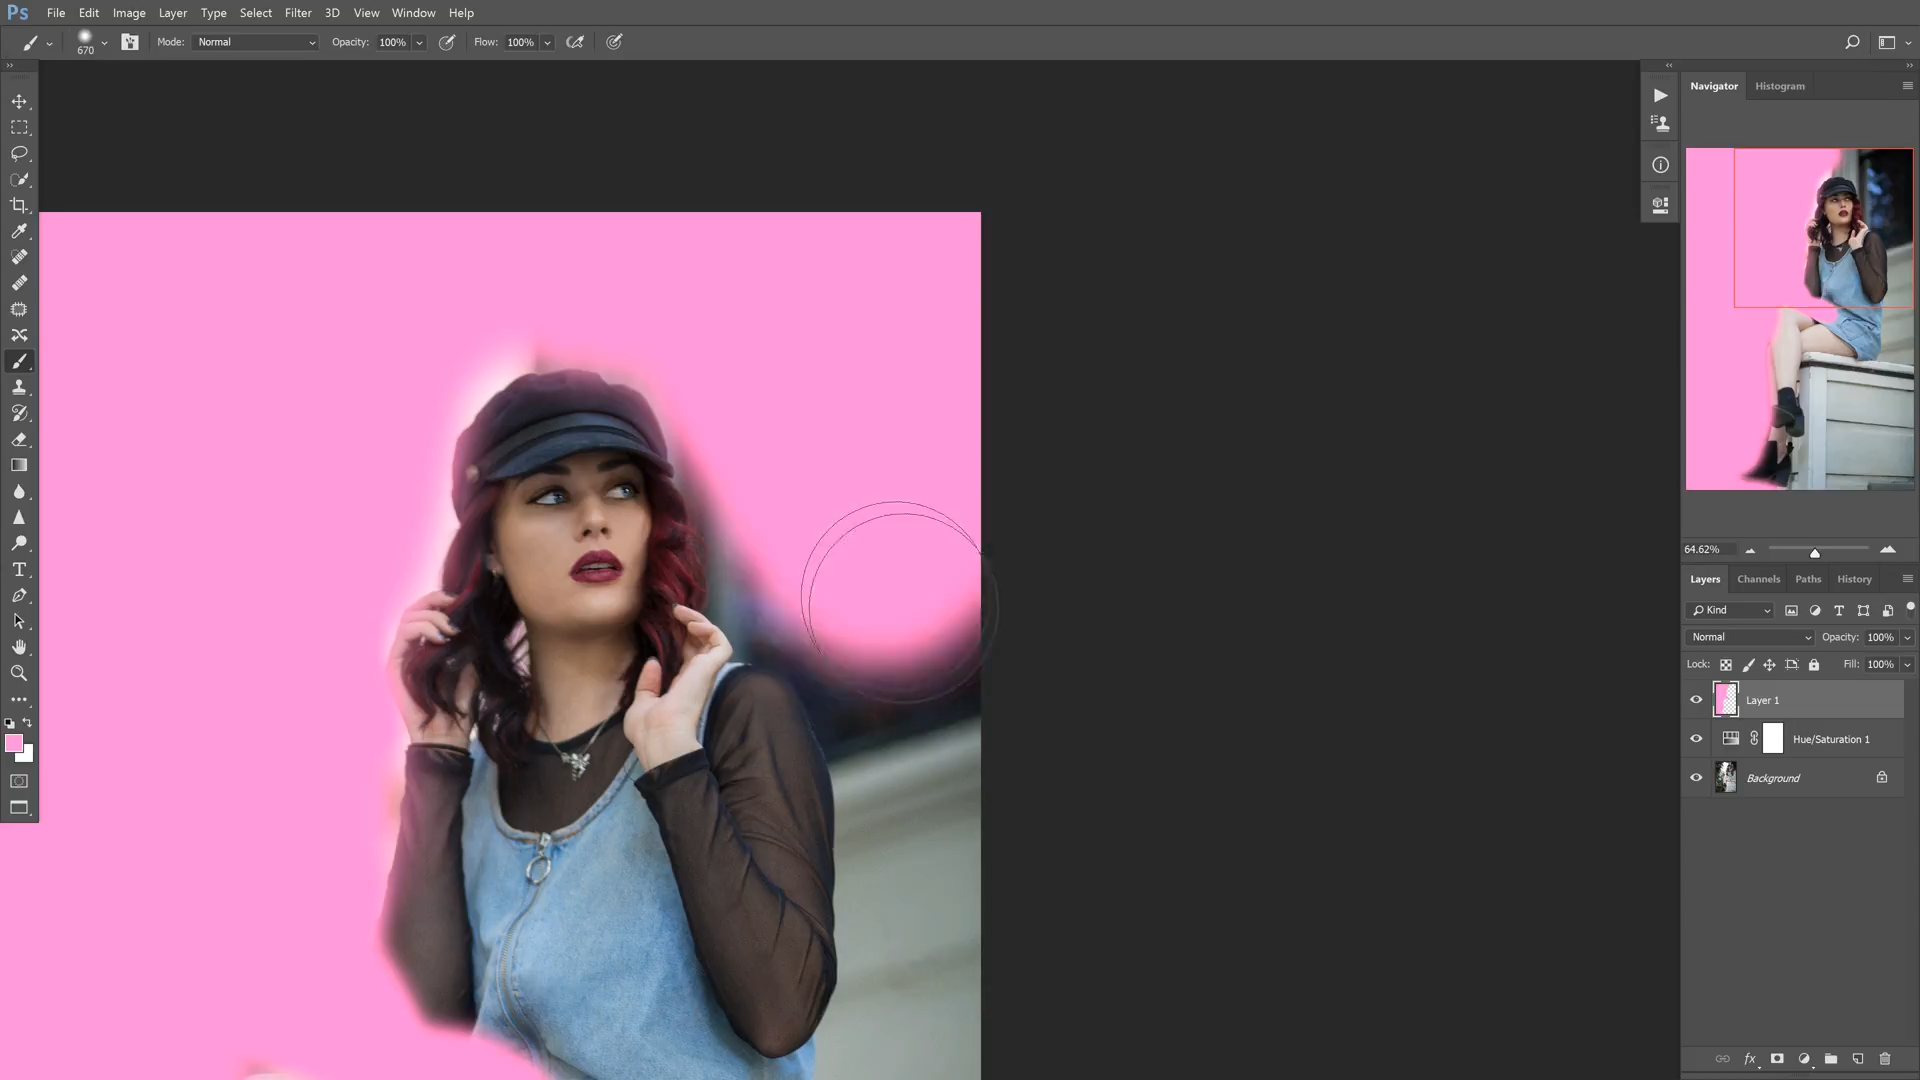 Ps File Edit Image Layer Type Select Filter 3D View Window Help
670 Mode: Normal Opacity: 100% Flow: 100%
Navigator Histogram
64.62%
Layers Channels Paths History
Kind
Normal Opacity: 100%
Lock: Fill: 100%
Layer 1
Hue/Saturation 1
Background
fx